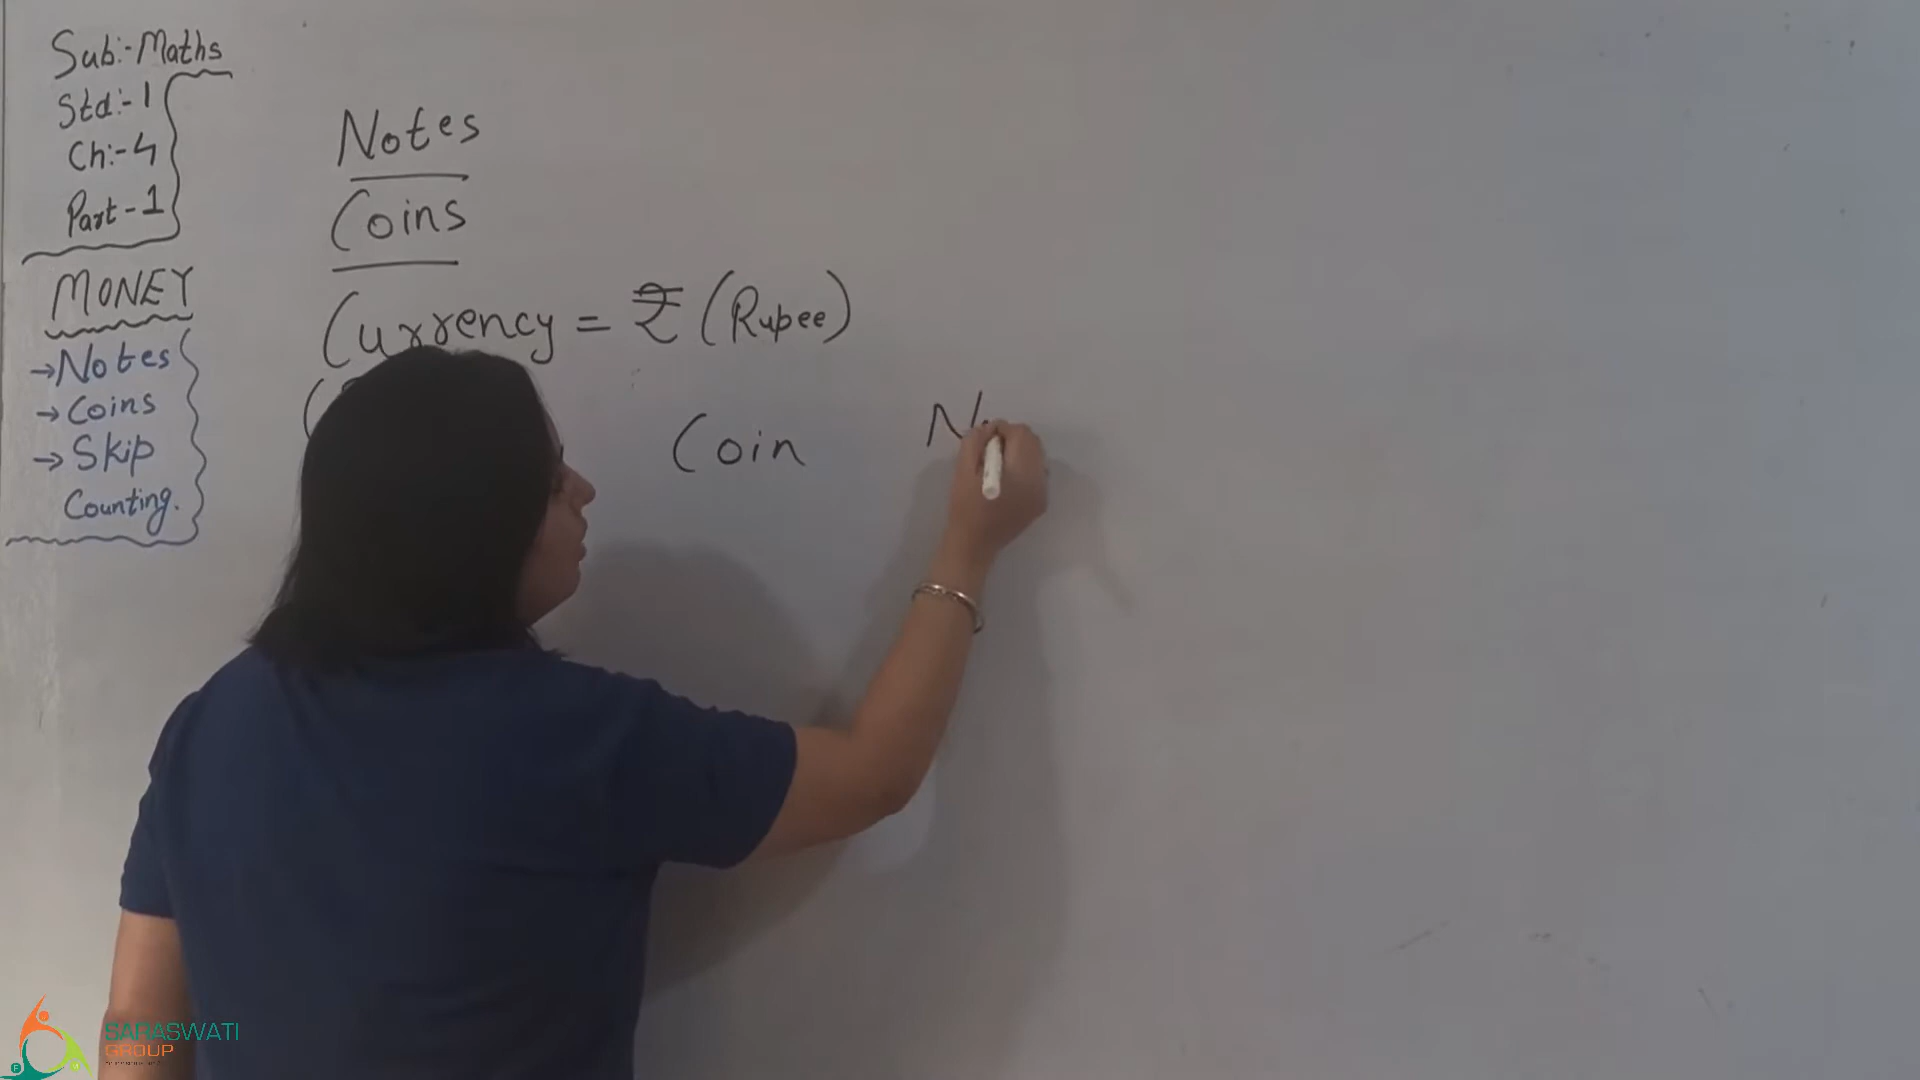 Sub:- Maths
Std:- 1
Ch:- 4
Part - 1
MONEY
→ Notes
→ Coins
→ Skip
Counting.
Notes
Coins
Currency = ₹ (Rupee)
Coin
SARASWATI
GROUP